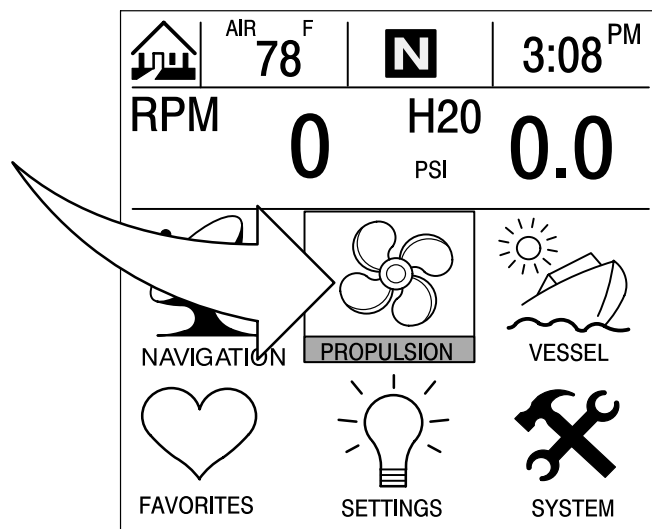 AIR 78 F N 3:08 PM
RPM 0 H20 PSI 0.0
NAVIGATION PROPULSION VESSEL
FAVORITES SETTINGS SYSTEM